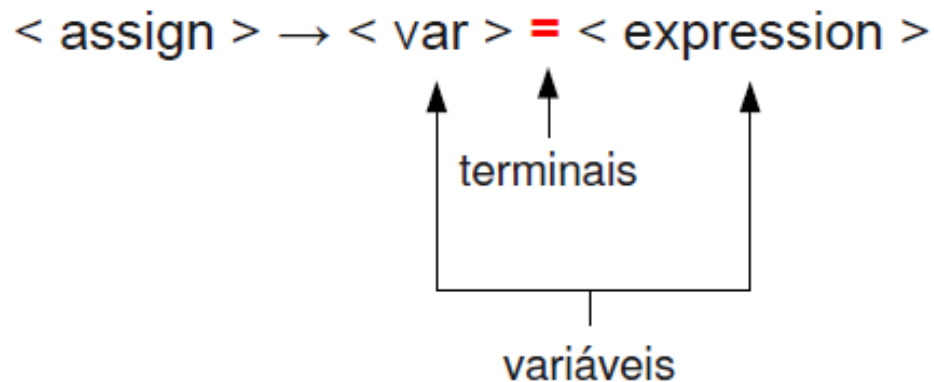 < assign > → < var > = < expression >
terminais
variáveis